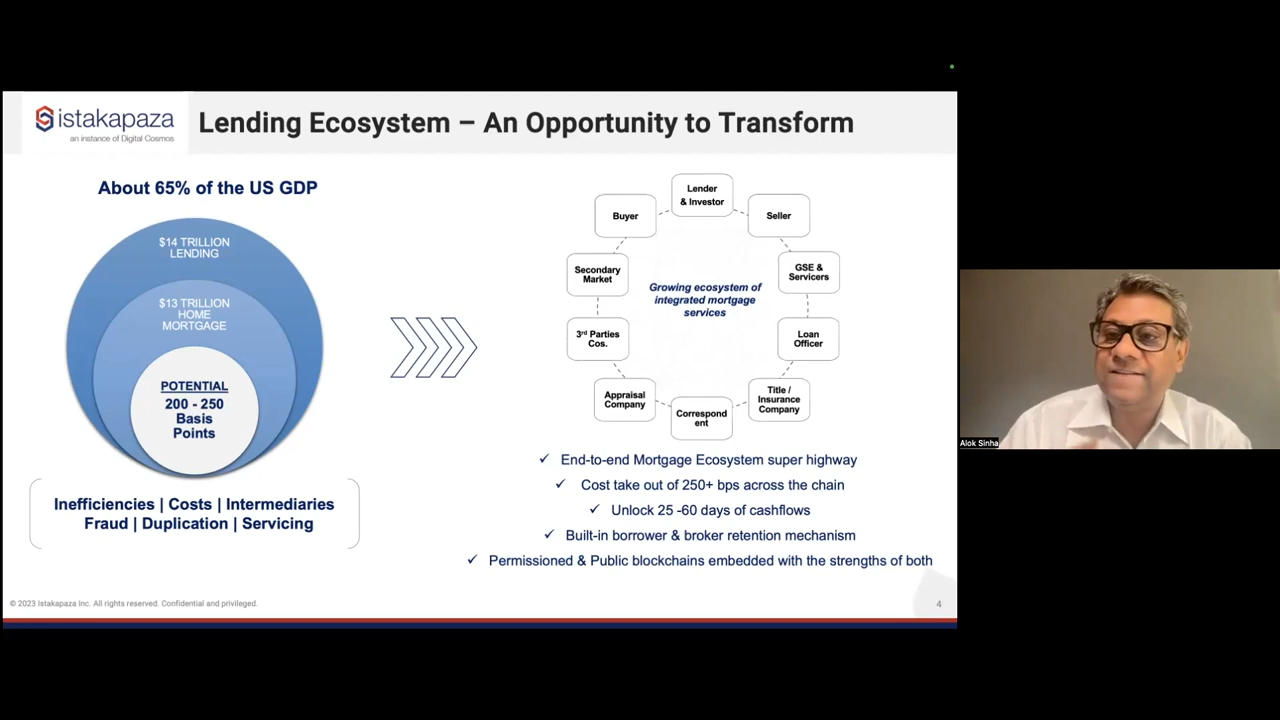 istakapaza
an instance of Digital Cosmos
Lending Ecosystem – An Opportunity to Transform
About 65% of the US GDP
$14 TRILLION
LENDING
$13 TRILLION
HOME
MORTGAGE
POTENTIAL
200 - 250
Basis
Points
Inefficiencies | Costs | Intermediaries
Fraud | Duplication | Servicing
Lender
& Investor
Buyer
Seller
Secondary
Market
GSE &
Servicers
Growing ecosystem of
integrated mortgage
services
3rd Parties
Cos.
Loan
Officer
Appraisal
Company
Title /
Insurance
Company
Correspond
ent
✓ End-to-end Mortgage Ecosystem super highway
✓ Cost take out of 250+ bps across the chain
✓ Unlock 25 -60 days of cashflows
✓ Built-in borrower & broker retention mechanism
✓ Permissioned & Public blockchains embedded with the strengths of both
© 2023 Istakapaza Inc. All rights reserved. Confidential and privileged.
4
Alok Sinha